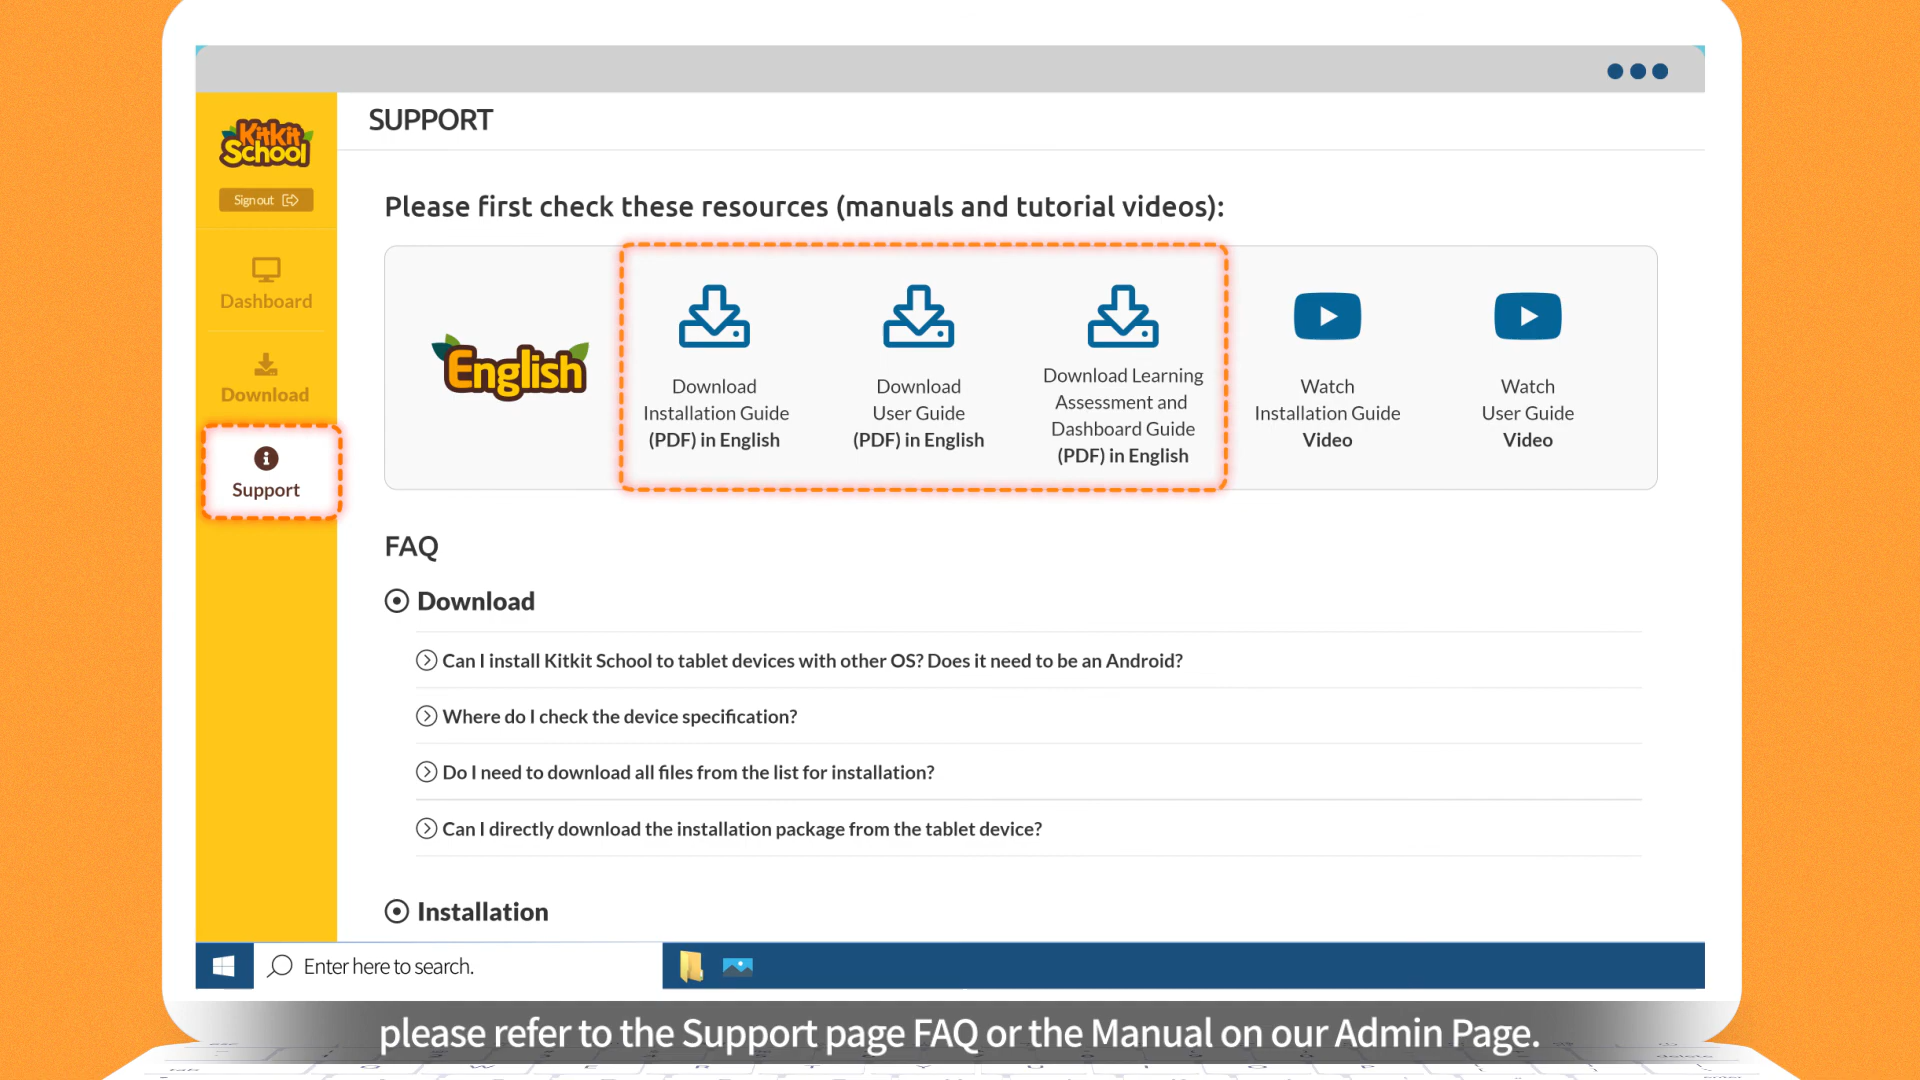 SUPPORT
Kitkit
School
Sign out
Dashboard
Download
Support
Please first check these resources (manuals and tutorial videos):
English
Download
Installation Guide
(PDF) in English
Download
User Guide
(PDF) in English
Download Learning
Assessment and
Dashboard Guide
(PDF) in English
Watch
Installation Guide
Video
Watch
User Guide
Video
FAQ
Download
Can I install Kitkit School to tablet devices with other OS? Does it need to be an Android?
Where do I check the device specification?
Do I need to download all files from the list for installation?
Can I directly download the installation package from the tablet device?
Installation
Enter here to search.
please refer to the Support page FAQ or the Manual on our Admin Page.